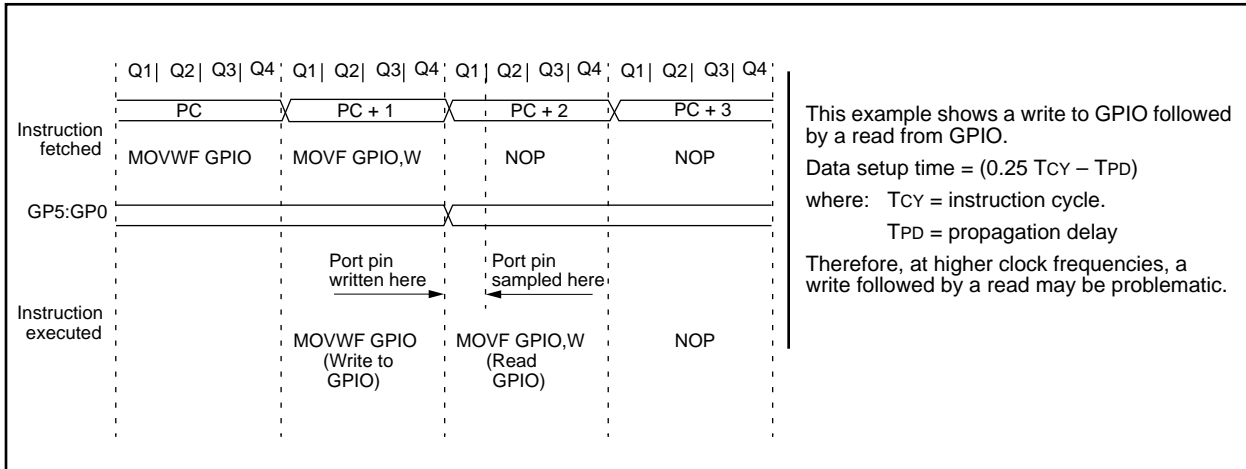 Q1| Q2| Q3| Q4 Q1| Q2| Q3| Q4 Q1| Q2| Q3| Q4 Q1| Q2| Q3| Q4
PC PC + 1 PC + 2 PC + 3
Instruction
fetched
MOVWF GPIO MOVF GPIO,W NOP NOP
GP5:GP0
Port pin
written here
Port pin
sampled here
Instruction
executed
MOVWF GPIO
(Write to
GPIO)
MOVF GPIO,W
(Read
GPIO)
NOP
This example shows a write to GPIO followed
by a read from GPIO.
Data setup time = (0.25 TCY – TPD)
where: TCY = instruction cycle.
TPD = propagation delay
Therefore, at higher clock frequencies, a
write followed by a read may be problematic.